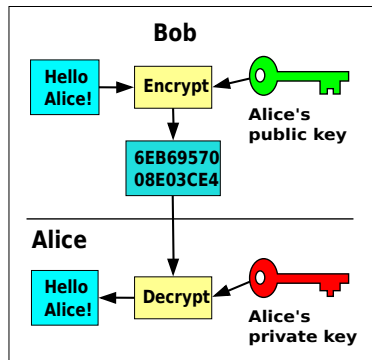 Bob
Hello
Alice!
Encrypt
Alice's
public key
6EB69570
08E03CE4
Alice
Hello
Alice!
Decrypt
Alice's
private key